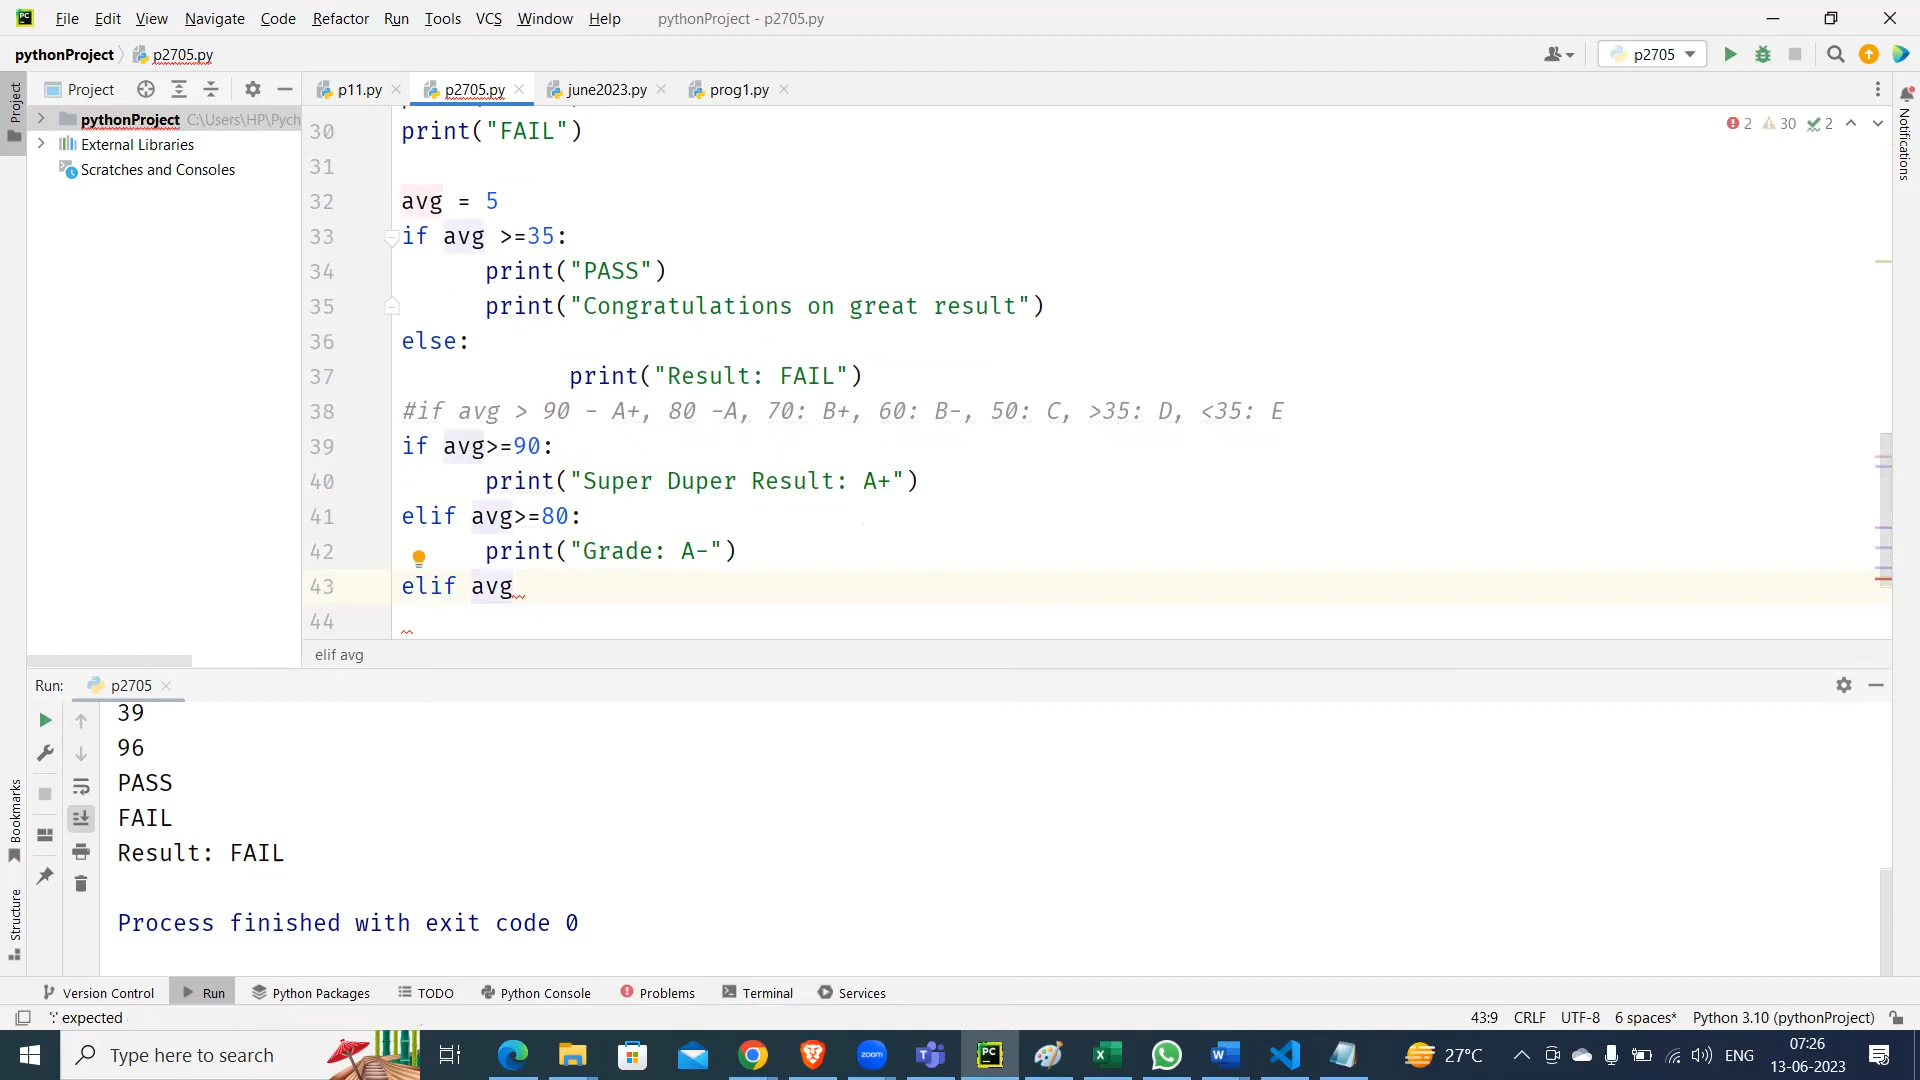 File Edit View Navigate Code Refactor Run Tools VCS Window Help pythonProject - p2705.py
pythonProject p2705.py p2705
Project p11.py p2705.py june2023.py prog1.py
Project
Notifications
pythonProject C:\Users\HP\Pych
External Libraries
Scratches and Consoles
2 30 2
30 print("FAIL")
31
32 avg = 5
33 if avg >=35:
34 print("PASS")
35 print("Congratulations on great result")
36 else:
37 print("Result: FAIL")
38 #if avg > 90 - A+, 80 -A, 70: B+, 60: B-, 50: C, >35: D, <35: E
39 if avg>=90:
40 print("Super Duper Result: A+")
41 elif avg>=80:
42 print("Grade: A-")
43 elif avg
44
elif avg
Run: p2705
39
96
PASS
FAIL
Result: FAIL
Process finished with exit code 0
Bookmarks
Structure
Version Control Run Python Packages TODO Python Console Problems Terminal Services
':' expected 43:9 CRLF UTF-8 6 spaces* Python 3.10 (pythonProject)
Type here to search zoom 27°C ENG 07:26
13-06-2023